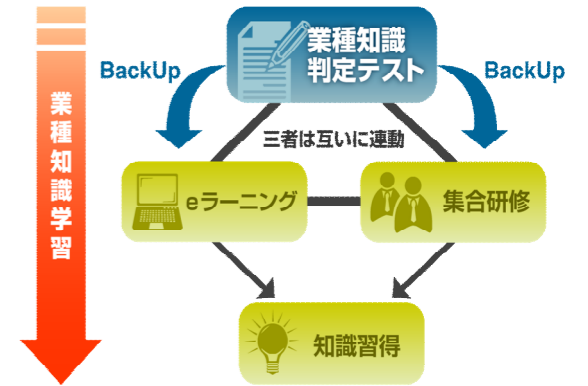 業種知識
判定テスト
BackUp
BackUp
三者は互いに連動
業種知識学習
eラーニング
集合研修
知識習得